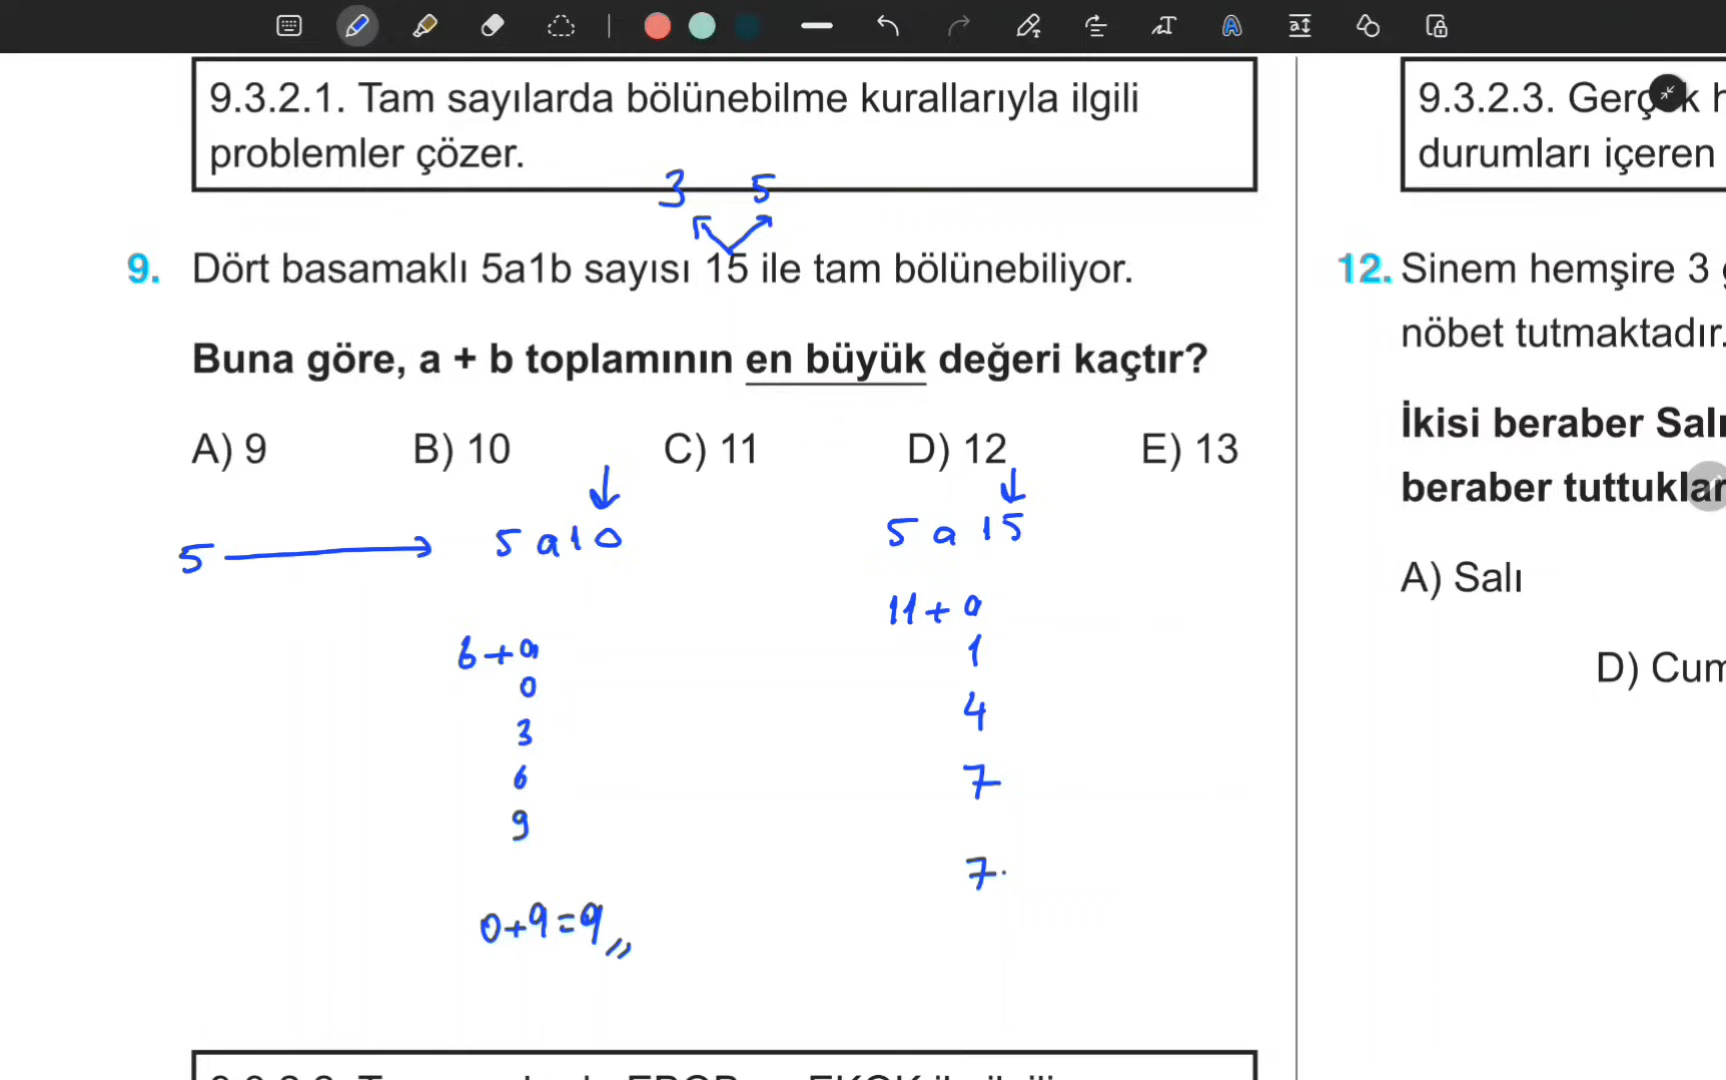 9.3.2.1. Tam sayılarda bölünebilme kurallarıyla ilgili
problemler çözer.
3 5
9. Dört basamaklı 5a1b sayısı 15 ile tam bölünebiliyor.
Buna göre, a + b toplamının en büyük değeri kaçtır?
A) 9 B) 10 C) 11 D) 12 E) 13
5 → 5a10
5a15
6+a
0
3
6
9
0+9=9,,
11+a
1
4
7
7.
9.3.2.3. Gerç
durumları içeren
12. Sinem hemşire 3
nöbet tutmaktadır.
İkisi beraber Salı
beraber tuttuklar
A) Salı
D) Cum